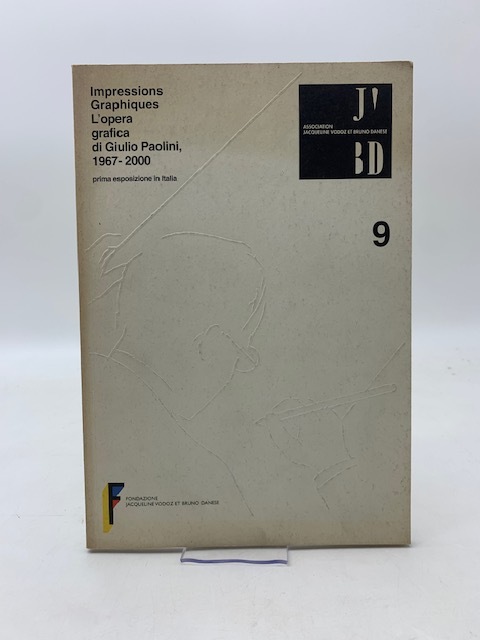 Impressions
Graphiques
L'opera
grafica
di Giulio Paolini,
1967-2000
prima esposizione in Italia
J'
ASSOCIATION
JACQUELINE VODOZ ET BRUNO DANESE
BD
9
FONDAZIONE
JACQUELINE VODOZ ET BRUNO DANESE